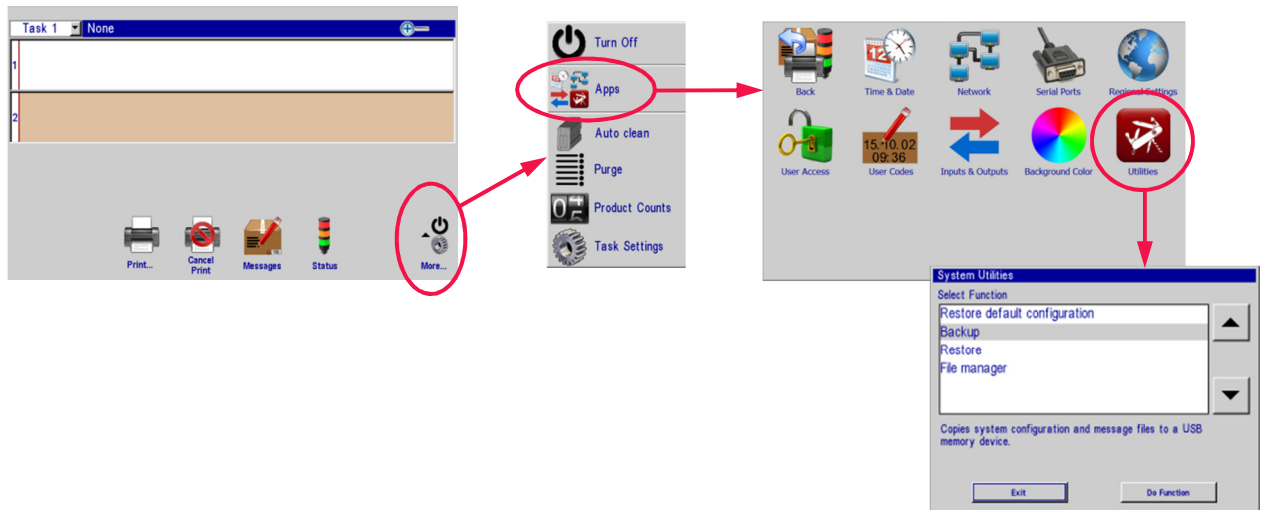 Task 1 None
1
2
Print...
Cancel
Print
Messages
Status
More...
Turn Off
Apps
Auto clean
Purge
Product Counts
Task Settings
Back
Time & Date
12
Network
Serial Ports
Regional Settings
User Access
15.10.02
09:36
User Codes
Inputs & Outputs
Background Color
Utilities
System Utilities
Select Function
Restore default configuration
Backup
Restore
File manager
Copies system configuration and message files to a USB
memory device.
Exit
Do Function